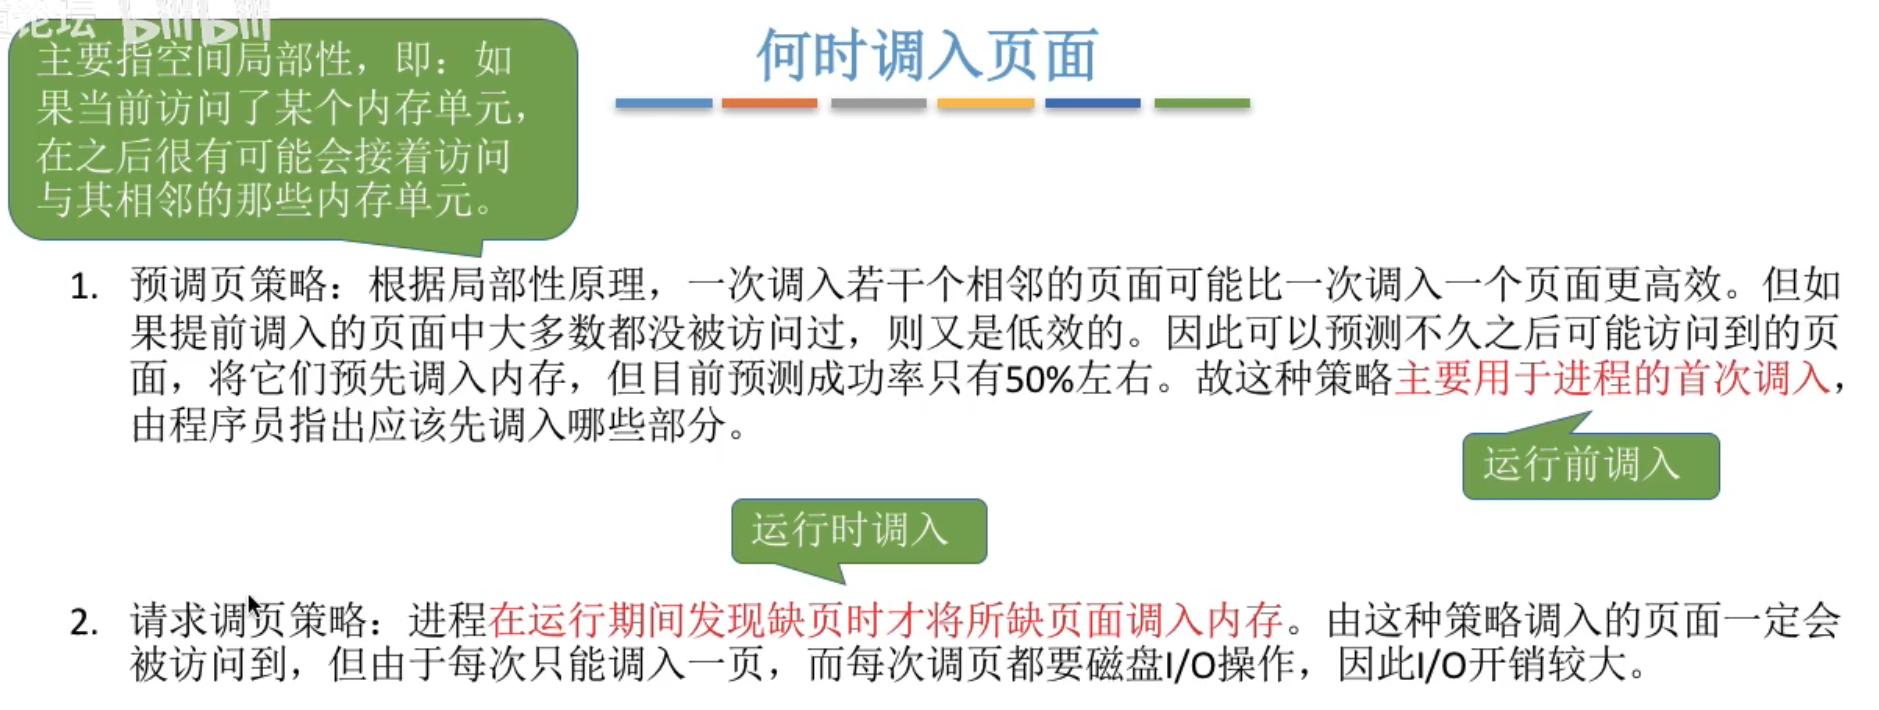 论坛 bilibili
何时调入页面
主要指空间局部性，即：如
果当前访问了某个内存单元，
在之后很有可能会接着访问
与其相邻的那些内存单元。
1. 预调页策略：根据局部性原理，一次调入若干个相邻的页面可能比一次调入一个页面更高效。但如
果提前调入的页面中大多数都没被访问过，则又是低效的。因此可以预测不久之后可能访问到的页
面，将它们预先调入内存，但目前预测成功率只有50%左右。故这种策略主要用于进程的首次调入，
由程序员指出应该先调入哪些部分。
运行前调入
运行时调入
2. 请求调页策略：进程在运行期间发现缺页时才将所缺页面调入内存。由这种策略调入的页面一定会
被访问到，但由于每次只能调入一页，而每次调页都要磁盘I/O操作，因此I/O开销较大。